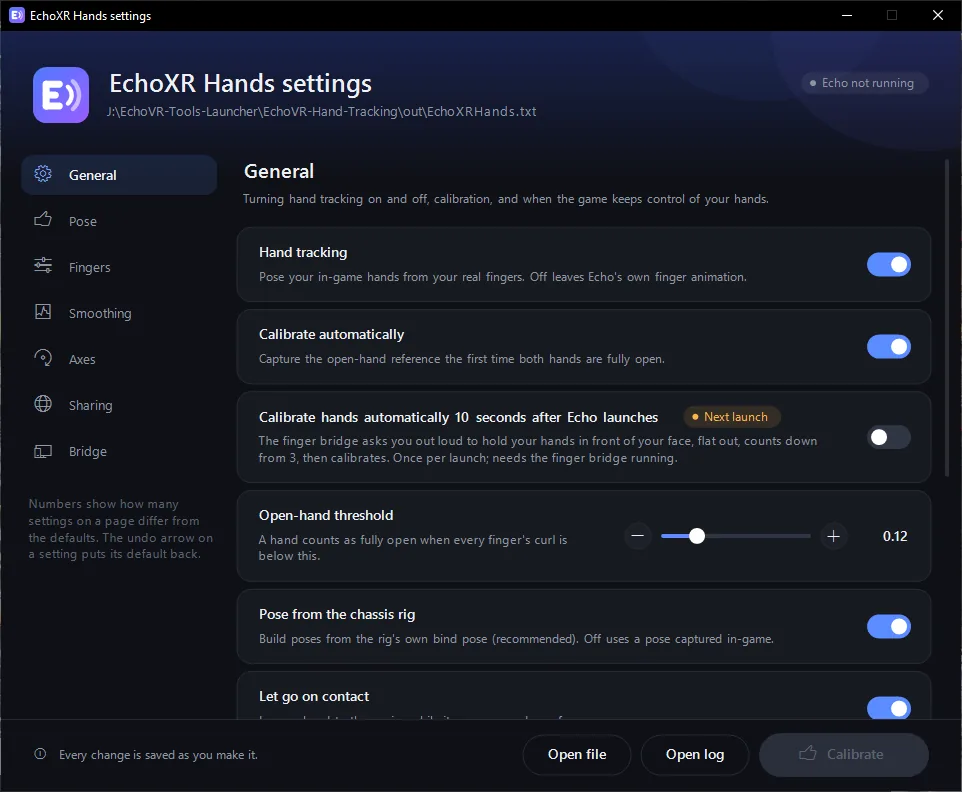 EchoXR Hands settings
EchoXR Hands settings
J:\EchoVR-Tools-Launcher\EchoVR-Hand-Tracking\out\EchoXRHands.txt
Echo not running
General
Pose
Fingers
Smoothing
Axes
Sharing
Bridge
Numbers show how many
settings on a page differ from
the defaults. The undo arrow on
a setting puts its default back.
General
Turning hand tracking on and off, calibration, and when the game keeps control of your hands.
Hand tracking
Pose your in-game hands from your real fingers. Off leaves Echo's own finger animation.
Calibrate automatically
Capture the open-hand reference the first time both hands are fully open.
Calibrate hands automatically 10 seconds after Echo launches
Next launch
The finger bridge asks you out loud to hold your hands in front of your face, flat out, counts down
from 3, then calibrates. Once per launch; needs the finger bridge running.
Open-hand threshold
A hand counts as fully open when every finger's curl is
below this.
0.12
Pose from the chassis rig
Build poses from the rig's own bind pose (recommended). Off uses a pose captured in-game.
Let go on contact
Every change is saved as you make it.
Open file
Open log
Calibrate